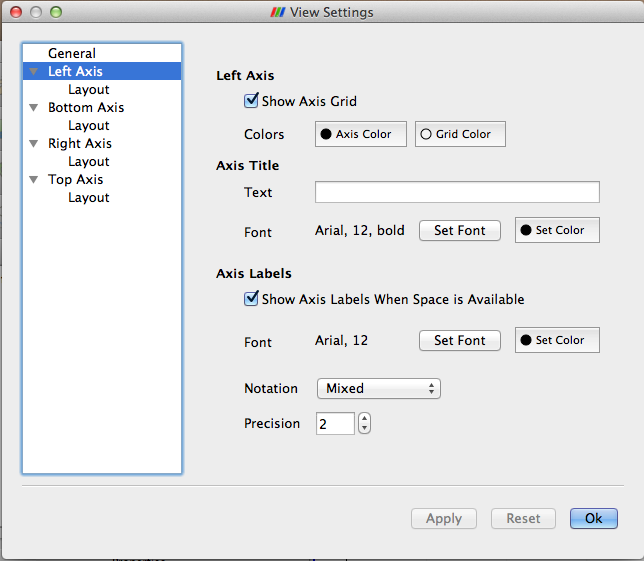 View Settings
General
Left Axis
Layout
Bottom Axis
Layout
Right Axis
Layout
Top Axis
Layout
Left Axis
Show Axis Grid
Colors Axis Color Grid Color
Axis Title
Text
Font Arial, 12, bold Set Font Set Color
Axis Labels
Show Axis Labels When Space is Available
Font Arial, 12 Set Font Set Color
Notation Mixed
Precision 2
Apply Reset Ok